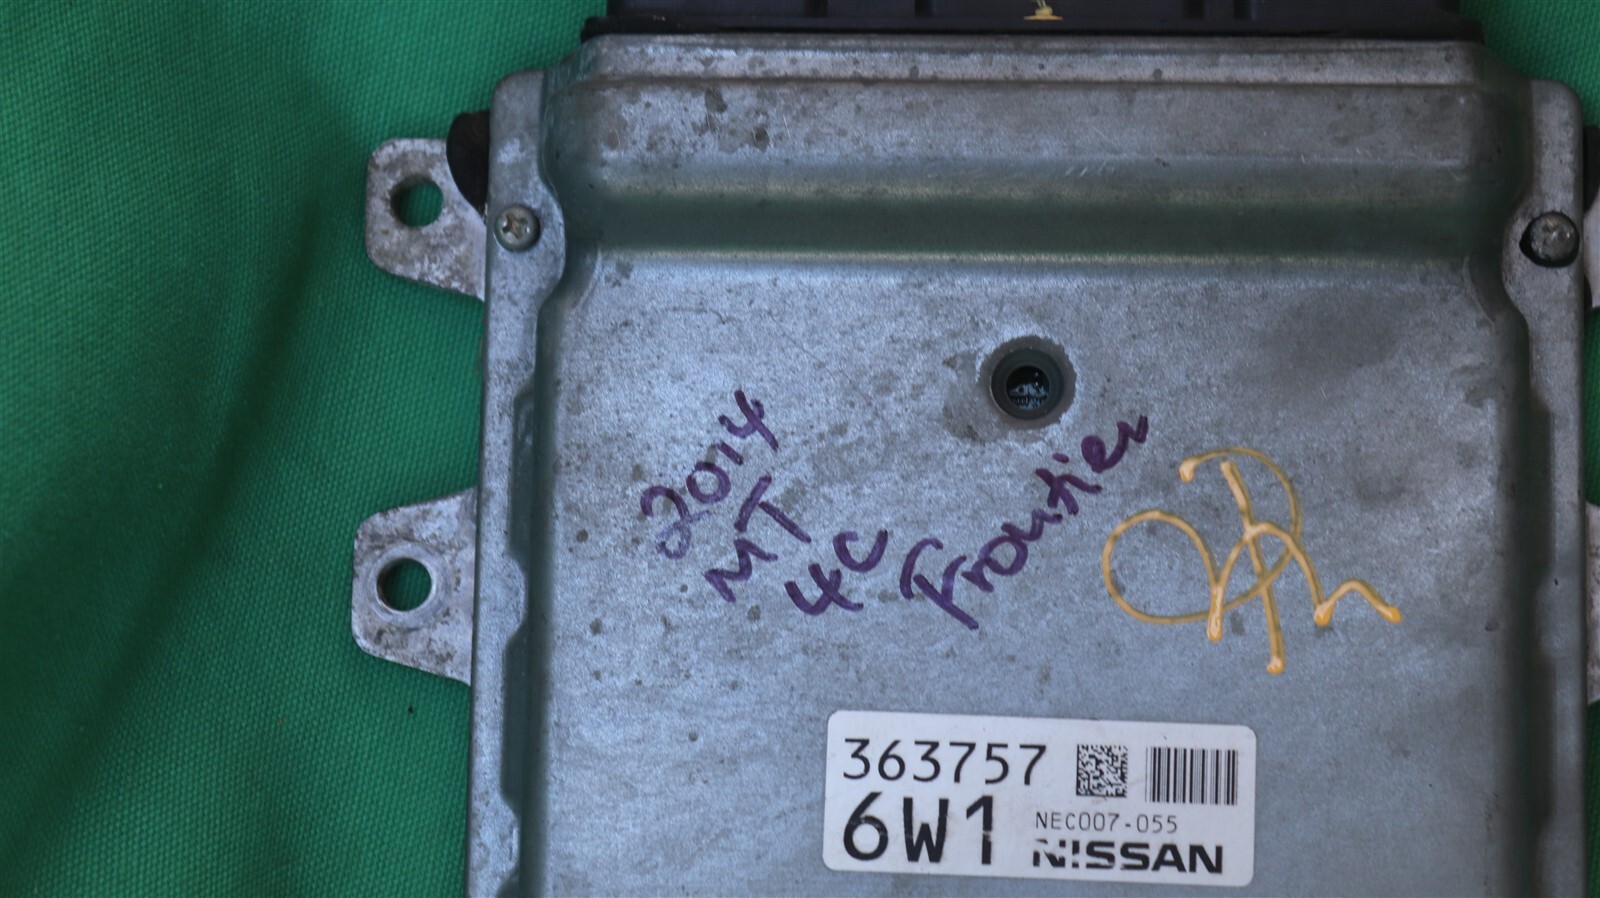 2014
MT
4C
Frontier
363757
6W1
NEC007-055
NISSAN